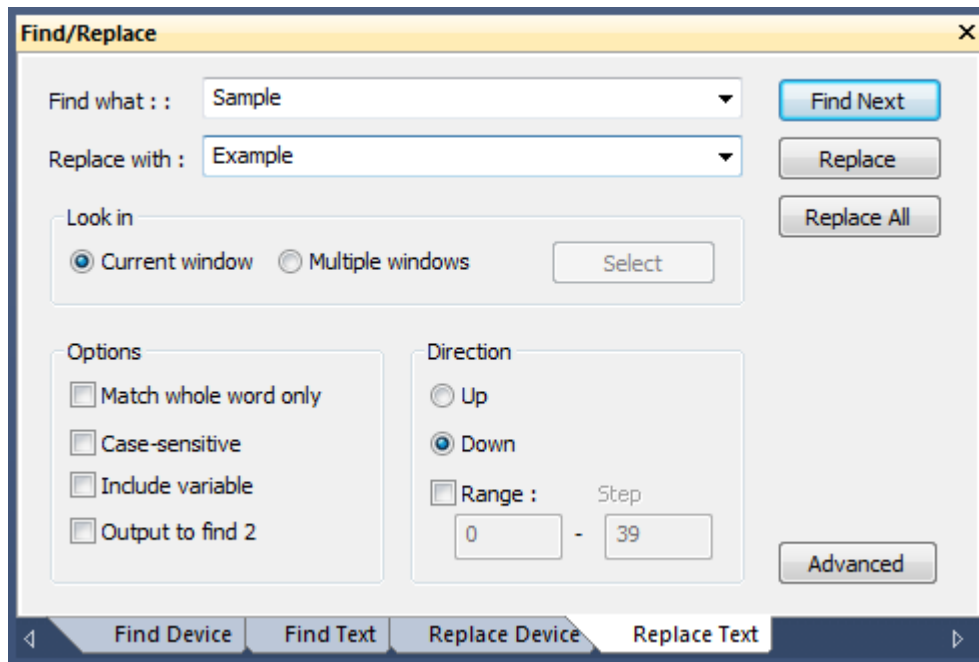 Find/Replace
Find what : : Sample Find Next
Replace with : Example Replace
Replace All
Look in
Current window Multiple windows Select
Options
Match whole word only
Case-sensitive
Include variable
Output to find 2
Direction
Up
Down
Range : Step
0 - 39
Advanced
Find Device Find Text Replace Device Replace Text